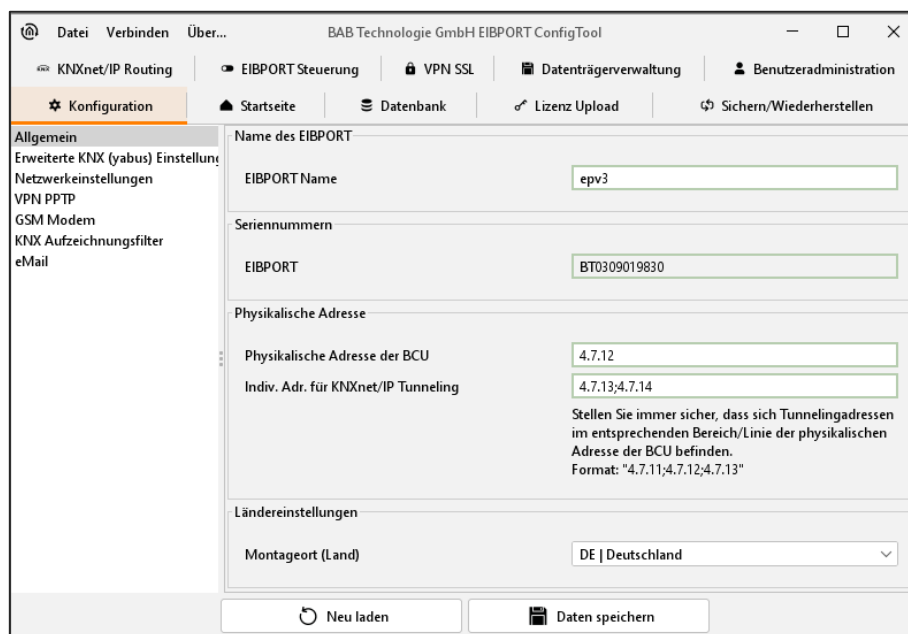 Datei Verbinden Über... BAB Technologie GmbH EIBPORT ConfigTool
KNXnet/IP Routing EIBPORT Steuerung VPN SSL Datenträgerverwaltung Benutzeradministration
Konfiguration Startseite Datenbank Lizenz Upload Sichern/Wiederherstellen
Allgemein
Erweiterte KNX (yabus) Einstellung
Netzwerkeinstellungen
VPN PPTP
GSM Modem
KNX Aufzeichnungsfilter
eMail
Name des EIBPORT
EIBPORT Name epv3
Seriennummern
EIBPORT BT0309019830
Physikalische Adresse
Physikalische Adresse der BCU 4.7.12
Indiv. Adr. für KNXnet/IP Tunneling 4.7.13;4.7.14
Stellen Sie immer sicher, dass sich Tunnelingadressen
im entsprechenden Bereich/Linie der physikalischen
Adresse der BCU befinden.
Format: "4.7.11;4.7.12;4.7.13"
Ländereinstellungen
Montageort (Land) DE | Deutschland
Neu laden Daten speichern